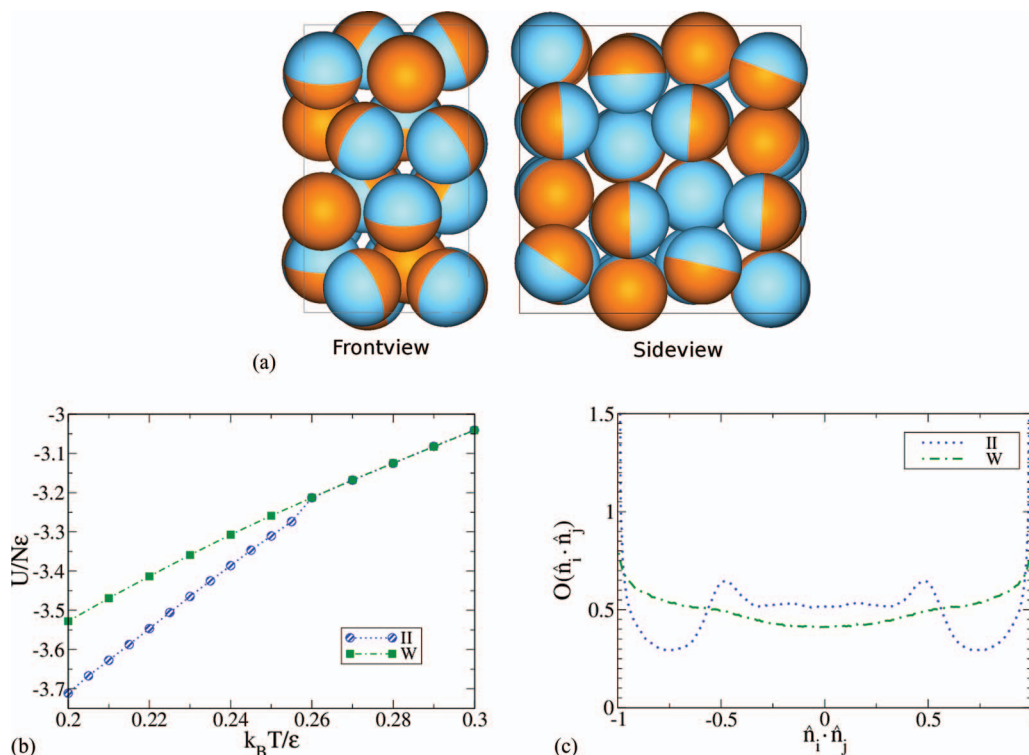 Frontview
Sideview
(a)
-3
-3.1
-3.2
-3.3
-3.4
-3.5
-3.6
-3.7
U/Nε
II
W
0.2
0.22
0.24
0.26
0.28
0.3
k_BT/ε
(b)
1.5
1
0.5
0
O(n̂_i · n̂_j)
II
W
-1
-0.5
0
0.5
n̂_i · n̂_j
(c)